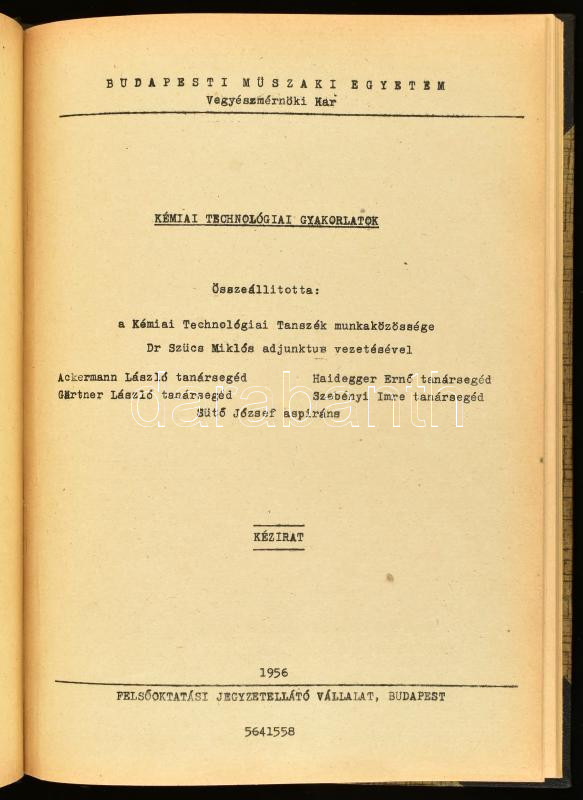 BUDAPESTI MŰSZAKI EGYETEM
Vegyészmérnöki Kar
KÉMIAI TECHNOLÓGIAI GYAKORLATOK
Összeállitotta:
a Kémiai Technológiai Tanszék munkaközössége
Dr Szücs Miklós adjunktus vezetésével
Ackermann László tanársegéd Haidegger Ernő tanársegéd
Gärtner László tanársegéd Szebényi Imre tanársegéd
Sütő József aspiráns
darabanth
KÉZIRAT
1956
FELSŐOKTATÁSI JEGYZETELLÁTÓ VÁLLALAT, BUDAPEST
5641558